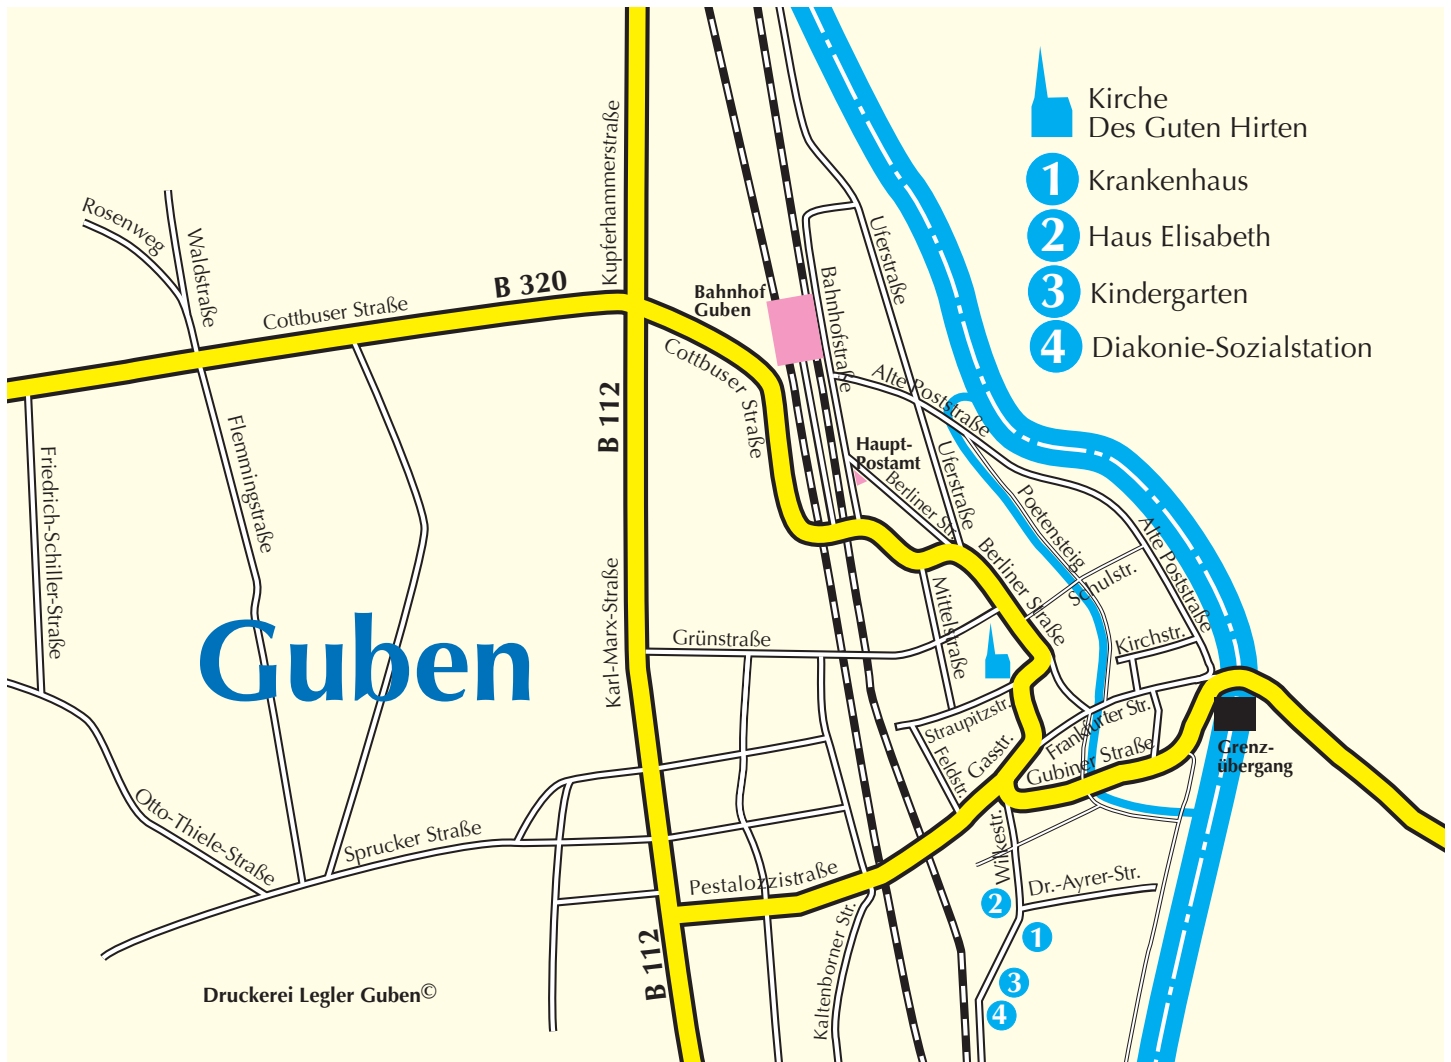 Kirche
Des Guten Hirten
1 Krankenhaus
2 Haus Elisabeth
3 Kindergarten
4 Diakonie-Sozialstation
Rosenweg
Waldstraße
Cottbuser Straße
B 320
Kupferhammerstraße
Bahnhof
Guben
Bahnhofstraße
Uferstraße
Cottbuser Straße
B 112
Alte Poststraße
Haupt-
Postamt
Berliner Str.
Uferstraße
Friedrich-Schiller-Straße
Flemmingstraße
Poetensteig
Alte Poststraße
Schulstr.
Berliner Straße
Mittelstraße
Karl-Marx-Straße
Guben
Grünstraße
Kirchstr.
Straupitzstr.
Feldstr.
Gasstr.
Frankfurter Str.
Gubiner Straße
Grenz-
übergang
Otto-Thiele-Straße
Sprucker Straße
Pestalozzistraße
Wilkestr.
Dr.-Ayrer-Str.
2
1
3
4
B 112
Kaltenborner Str.
Druckerei Legler Guben©